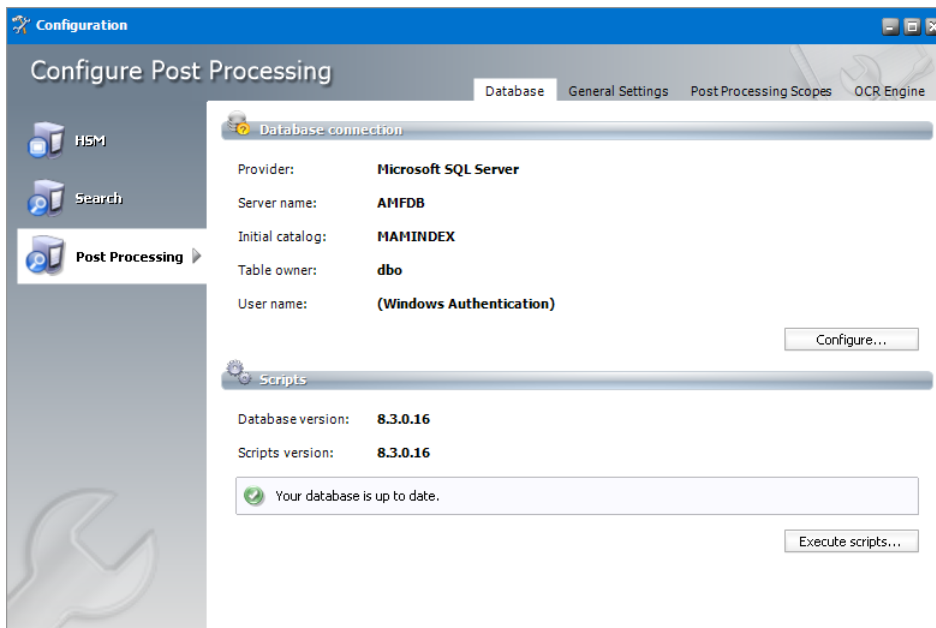 Configuration
Configure Post Processing
Database General Settings Post Processing Scopes OCR Engine
HSM
Search
Post Processing
Database connection
Provider: Microsoft SQL Server
Server name: AMFDB
Initial catalog: MAMINDEX
Table owner: dbo
User name: (Windows Authentication)
Configure...
Scripts
Database version: 8.3.0.16
Scripts version: 8.3.0.16
Your database is up to date.
Execute scripts...